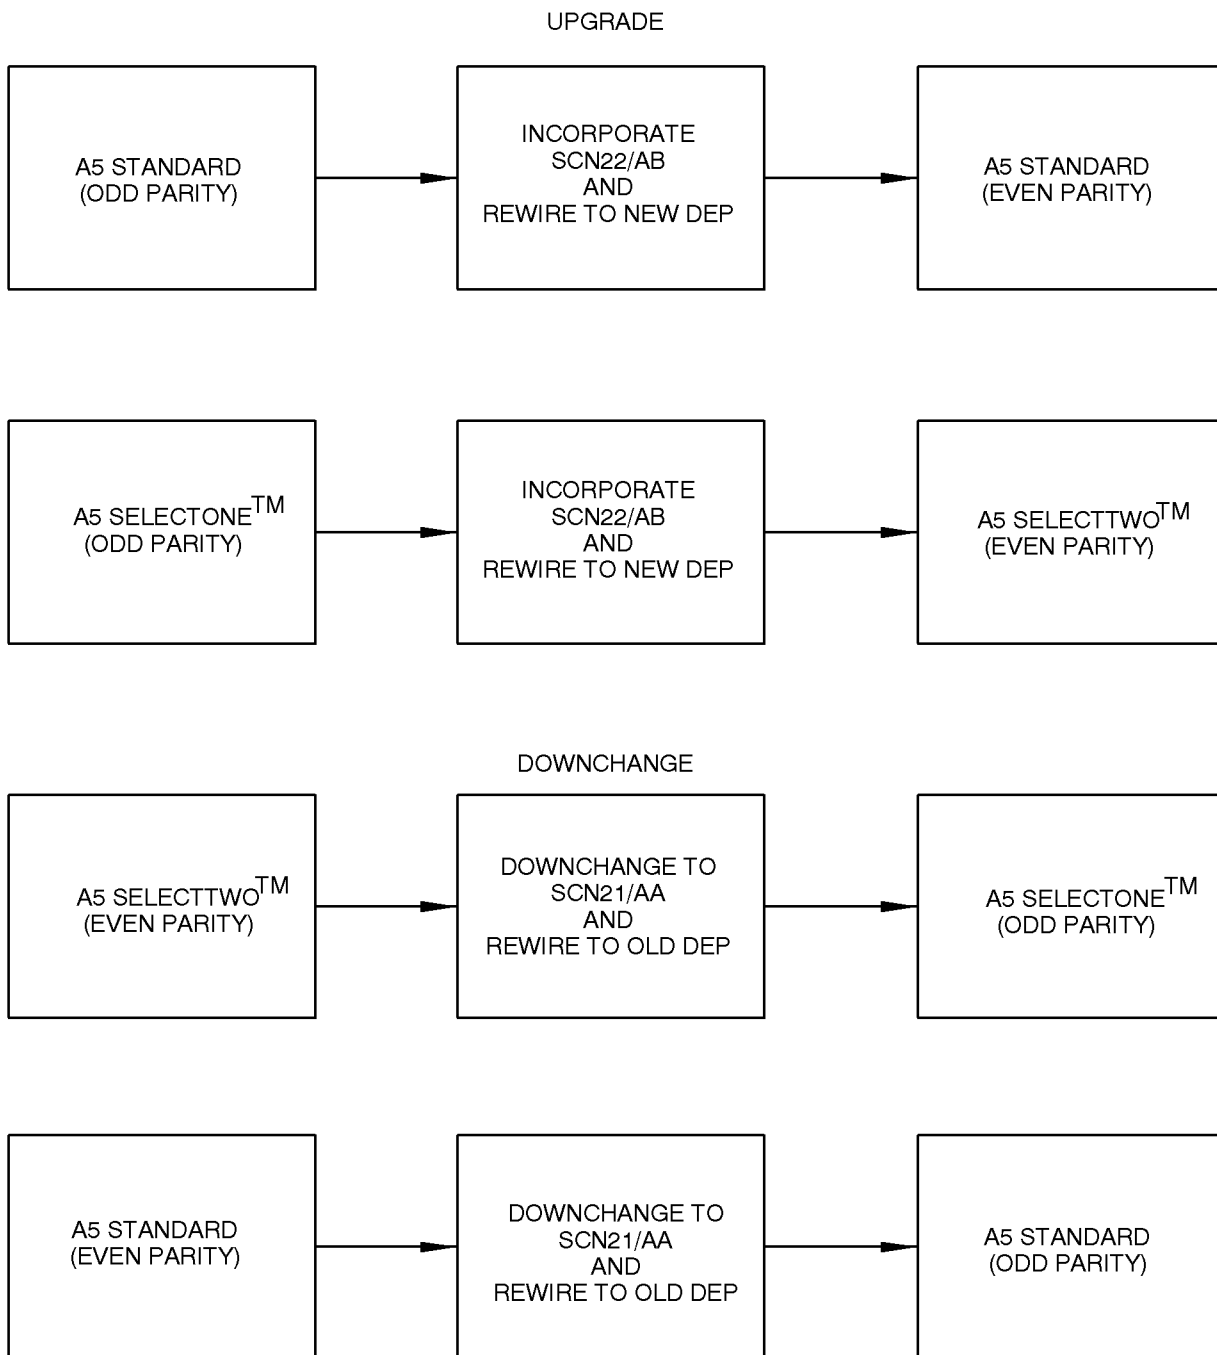 UPGRADE
A5 STANDARD
(ODD PARITY)
INCORPORATE
SCN22/AB
AND
REWIRE TO NEW DEP
A5 STANDARD
(EVEN PARITY)
A5 SELECTONE™
(ODD PARITY)
INCORPORATE
SCN22/AB
AND
REWIRE TO NEW DEP
A5 SELECTTWO™
(EVEN PARITY)
DOWNCHANGE
A5 SELECTTWO™
(EVEN PARITY)
DOWNCHANGE TO
SCN21/AA
AND
REWIRE TO OLD DEP
A5 SELECTONE™
(ODD PARITY)
A5 STANDARD
(EVEN PARITY)
DOWNCHANGE TO
SCN21/AA
AND
REWIRE TO OLD DEP
A5 STANDARD
(ODD PARITY)